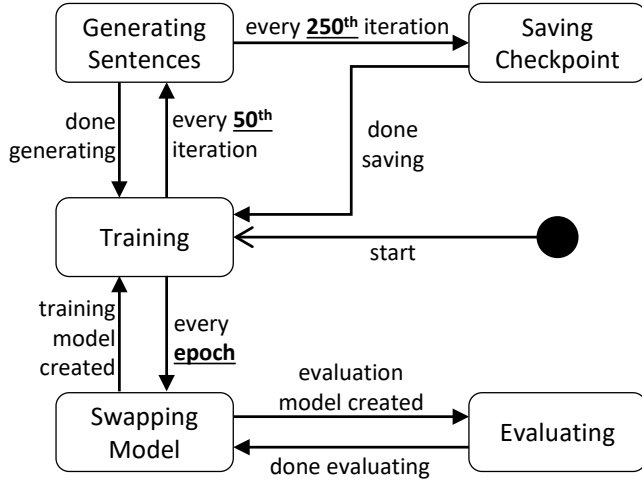 Generating
Sentences
every 250th iteration
Saving
Checkpoint
done
generating
every 50th
iteration
done
saving
Training
start
training
model
created
every
epoch
Swapping
Model
evaluation
model created
done evaluating
Evaluating